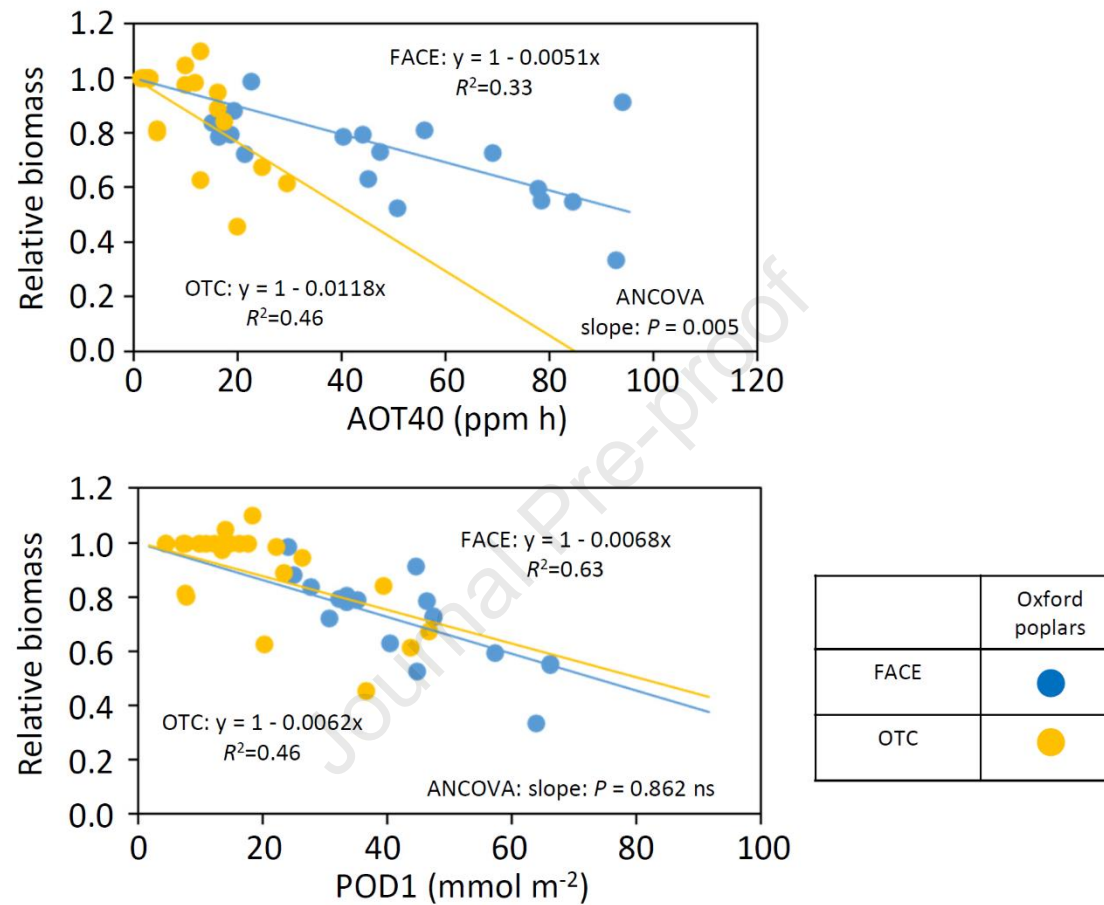 1.2
1.0
0.8
0.6
0.4
0.2
0.0
Relative biomass
FACE: y = 1 - 0.0051x
R²=0.33
OTC: y = 1 - 0.0118x
R²=0.46
ANCOVA
slope: P = 0.005
0 20 40 60 80 100 120
AOT40 (ppm h)
1.2
1.0
0.8
0.6
0.4
0.2
0.0
Relative biomass
FACE: y = 1 - 0.0068x
R²=0.63
OTC: y = 1 - 0.0062x
R²=0.46
ANCOVA: slope: P = 0.862 ns
0 20 40 60 80 100
POD1 (mmol m⁻²)
Oxford
poplars
FACE
OTC
Journal Pre-proof